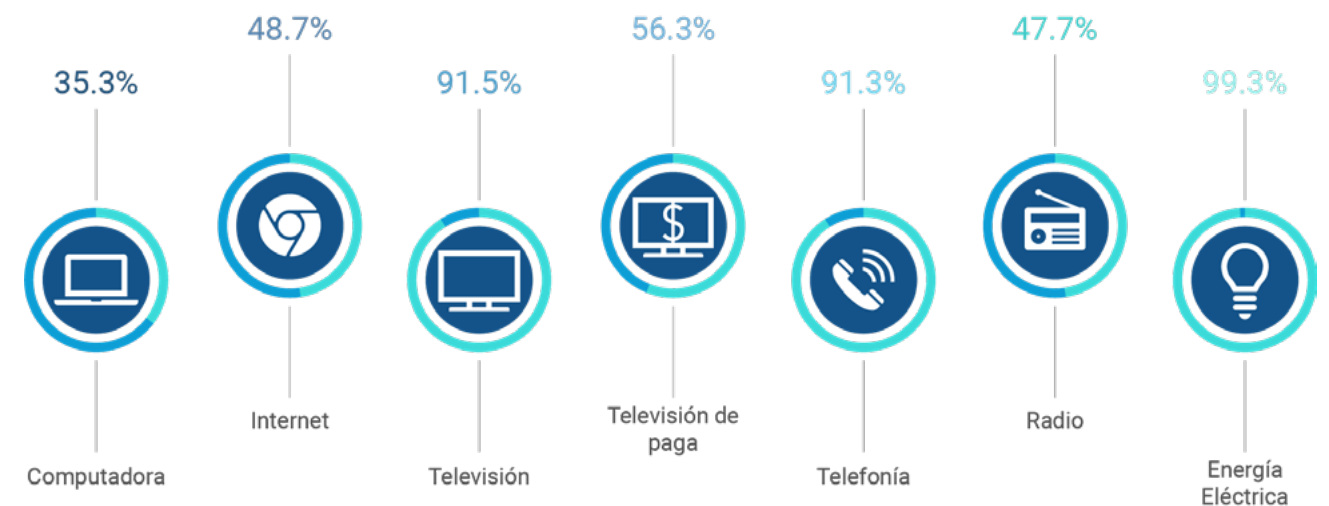 48.7%
56.3%
47.7%
35.3%
91.5%
91.3%
99.3%
Internet
Televisión de
paga
Radio
Computadora
Televisión
Telefonía
Energía
Eléctrica